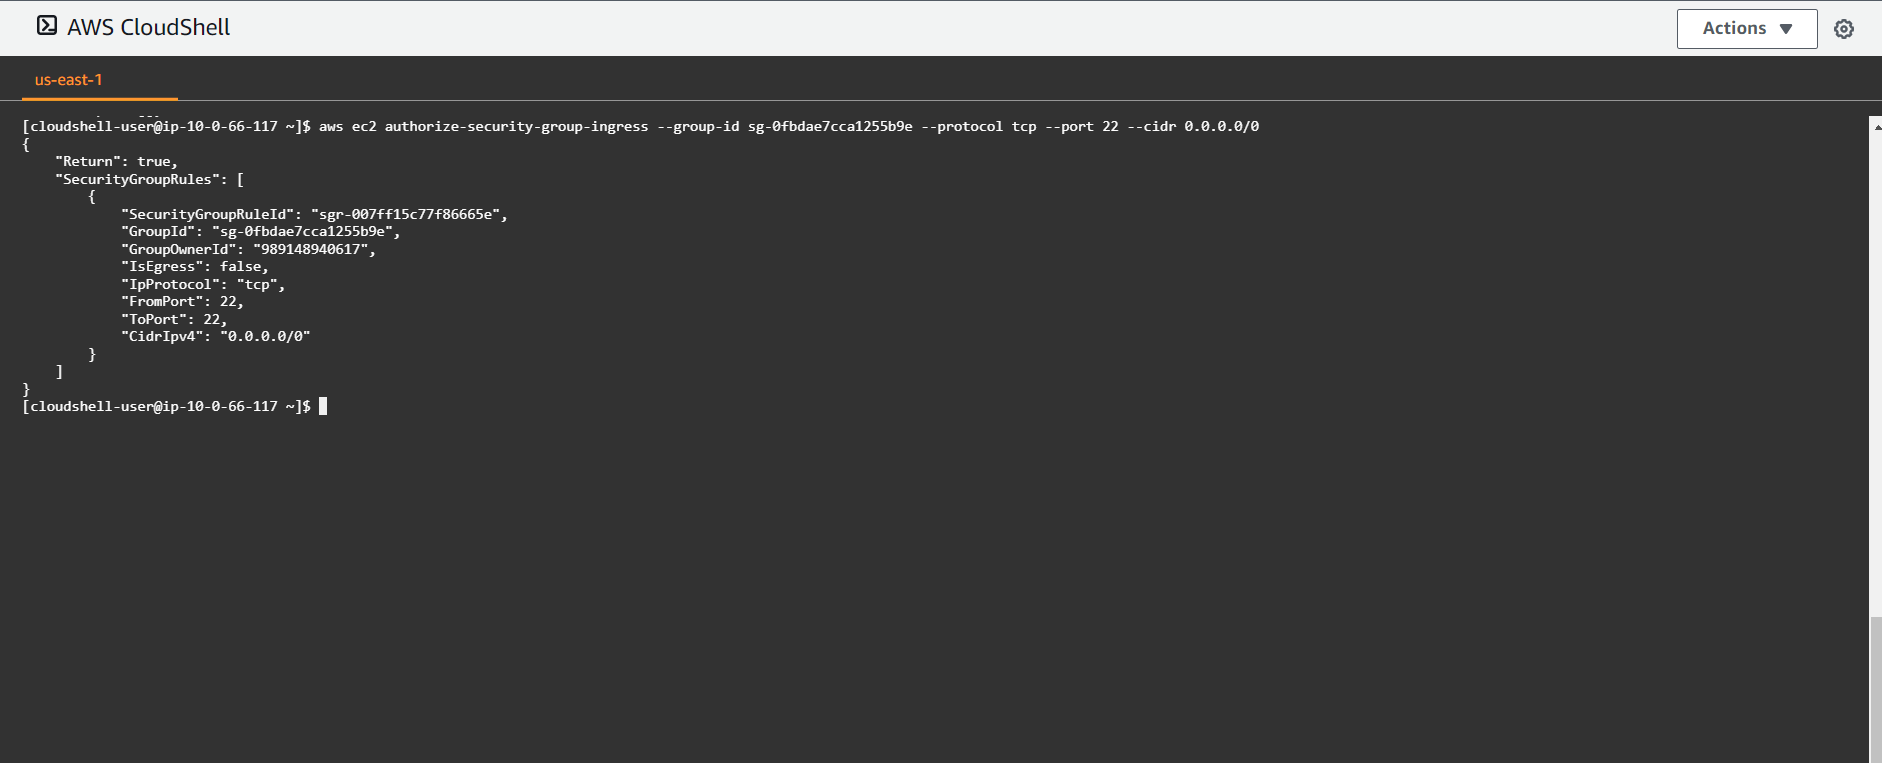 AWS CloudShell
Actions
us-east-1
[cloudshell-user@ip-10-0-66-117 ~]$ aws ec2 authorize-security-group-ingress --group-id sg-0fbdae7cca1255b9e --protocol tcp --port 22 --cidr 0.0.0.0/0
{
    "Return": true,
    "SecurityGroupRules": [
        {
            "SecurityGroupRuleId": "sgr-007ff15c77f86665e",
            "GroupId": "sg-0fbdae7cca1255b9e",
            "GroupOwnerId": "989148940617",
            "IsEgress": false,
            "IpProtocol": "tcp",
            "FromPort": 22,
            "ToPort": 22,
            "CidrIpv4": "0.0.0.0/0"
        }
    ]
}
[cloudshell-user@ip-10-0-66-117 ~]$